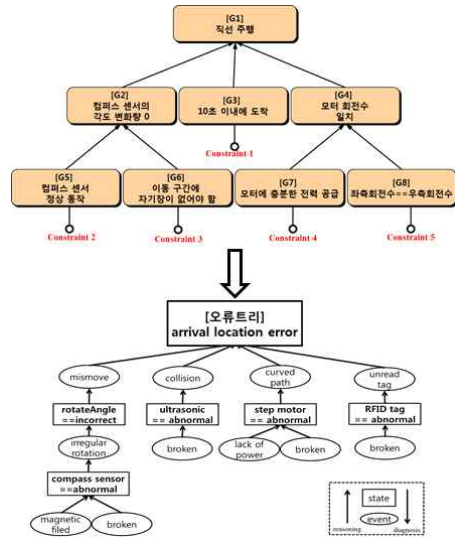 [G1]
직선 주행
[G2]
컴퍼스 센서의
각도 변화량 0
[G3]
10초 이내에 도착
[G4]
모터 회전수
일치
Constraint 1
[G5]
컴퍼스 센서
정상 동작
[G6]
이동 구간에
자기장이 없어야 함
[G7]
모터에 충분한 전력 공급
[G8]
좌측회전수==우측회전수
Constraint 2
Constraint 3
Constraint 4
Constraint 5
[오류트리]
arrival location error
mismove
collision
curved
path
unread
tag
rotateAngle
==incorrect
ultrasonic
== abnormal
step motor
== abnormal
RFID tag
== abnormal
irregular
rotation
broken
lack of
power
broken
broken
compass sensor
==abnormal
magnetic
filed
broken
reasoning
state
event
diagnosis